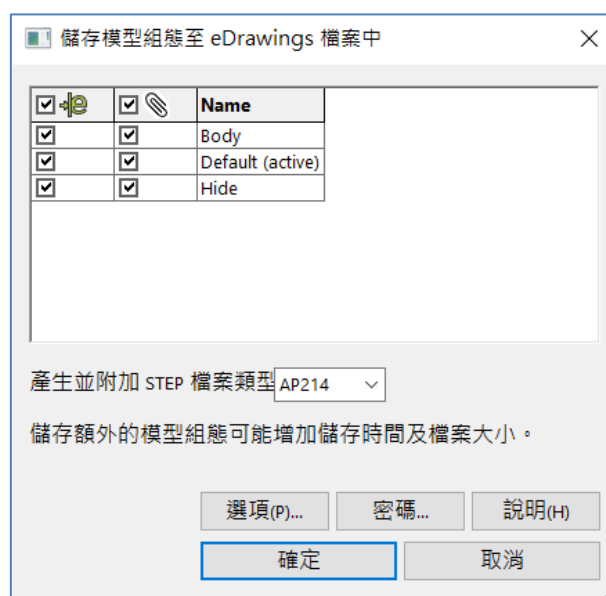 儲存模型組態至 eDrawings 檔案中
Name
Body
Default (active)
Hide
產生並附加 STEP 檔案類型 AP214
儲存額外的模型組態可能增加儲存時間及檔案大小。
選項(P)... 密碼... 說明(H)
確定 取消